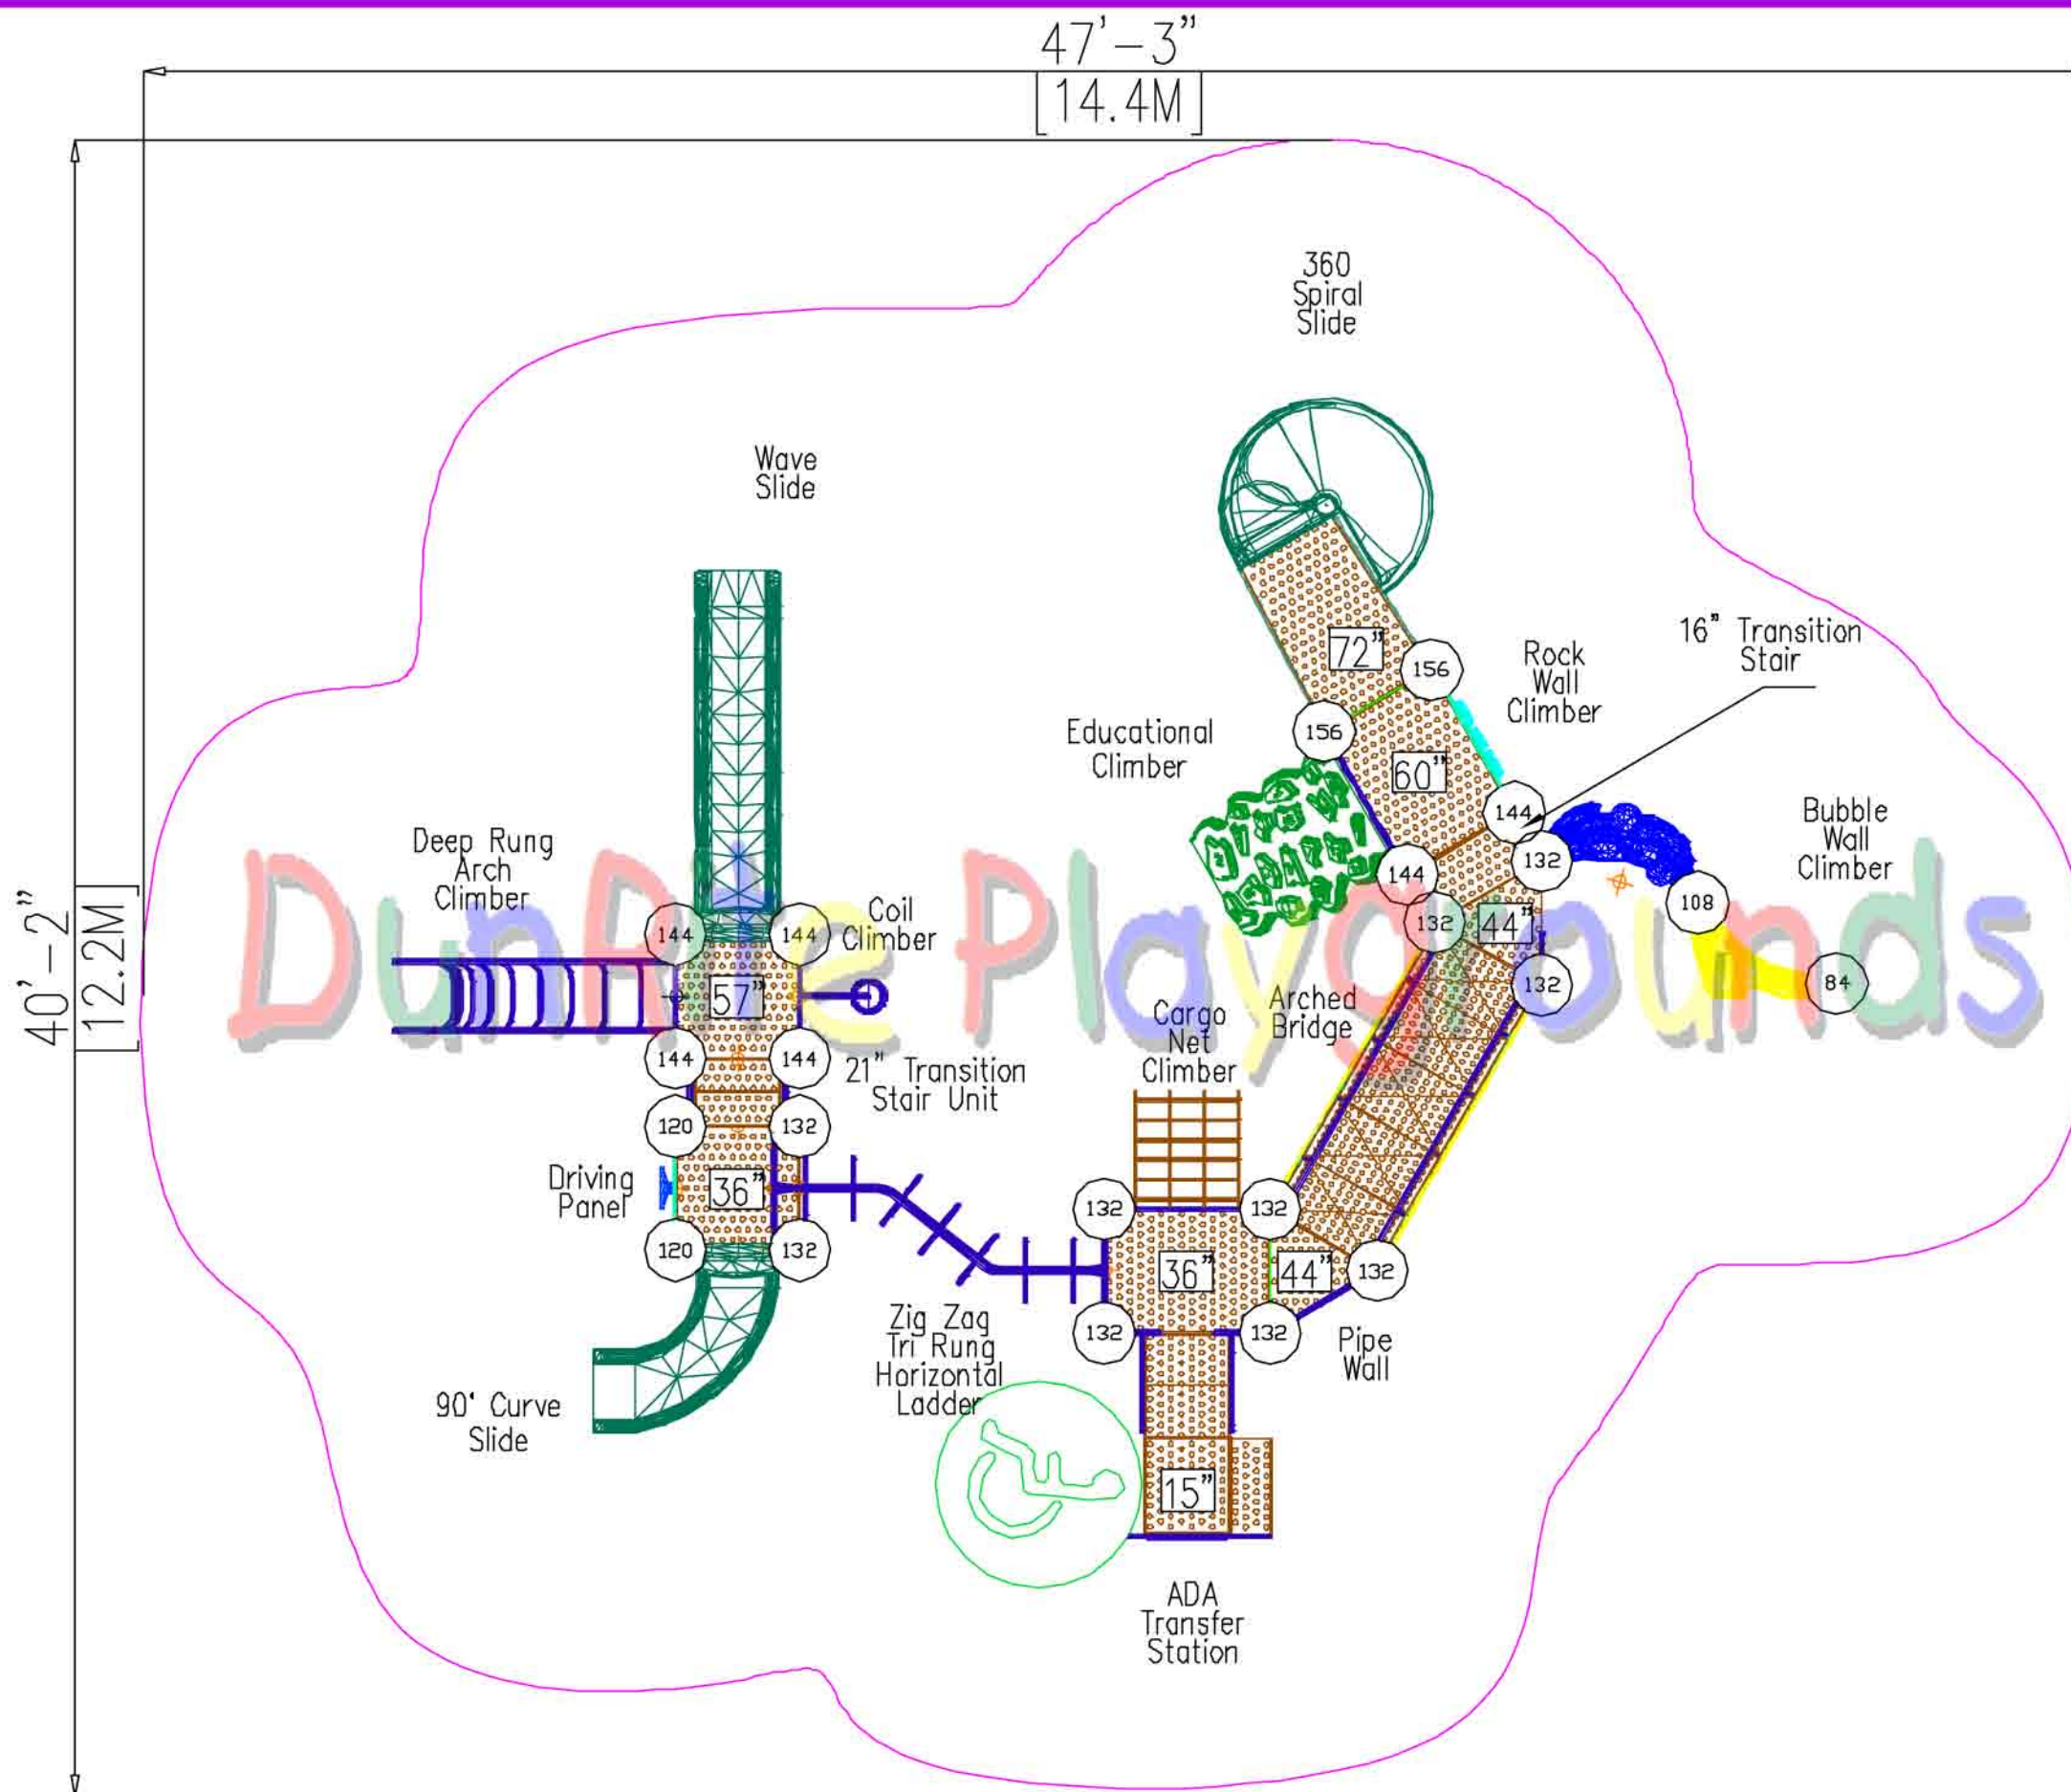 47'-3"
[14.4M]
40'-2"
[12.2M]
360
Spiral
Slide
Wave
Slide
16" Transition
Stair
Rock
Wall
Climber
72"
156
156
Educational
Climber
60"
144
Bubble
Wall
Climber
Deep Rung
Arch
Climber
132
144
108
132
44"
Coil
Climber
144
144
DunRite Playgrounds
57"
84
132
Arched
Bridge
Cargo
Net
Climber
144
144
21" Transition
Stair Unit
120
132
Driving
Panel
36"
132
132
120
132
36"
44"
132
Zig Zag
Tri Rung
Horizontal
Ladder
132
132
Pipe
Wall
90' Curve
Slide
15"
ADA
Transfer
Station